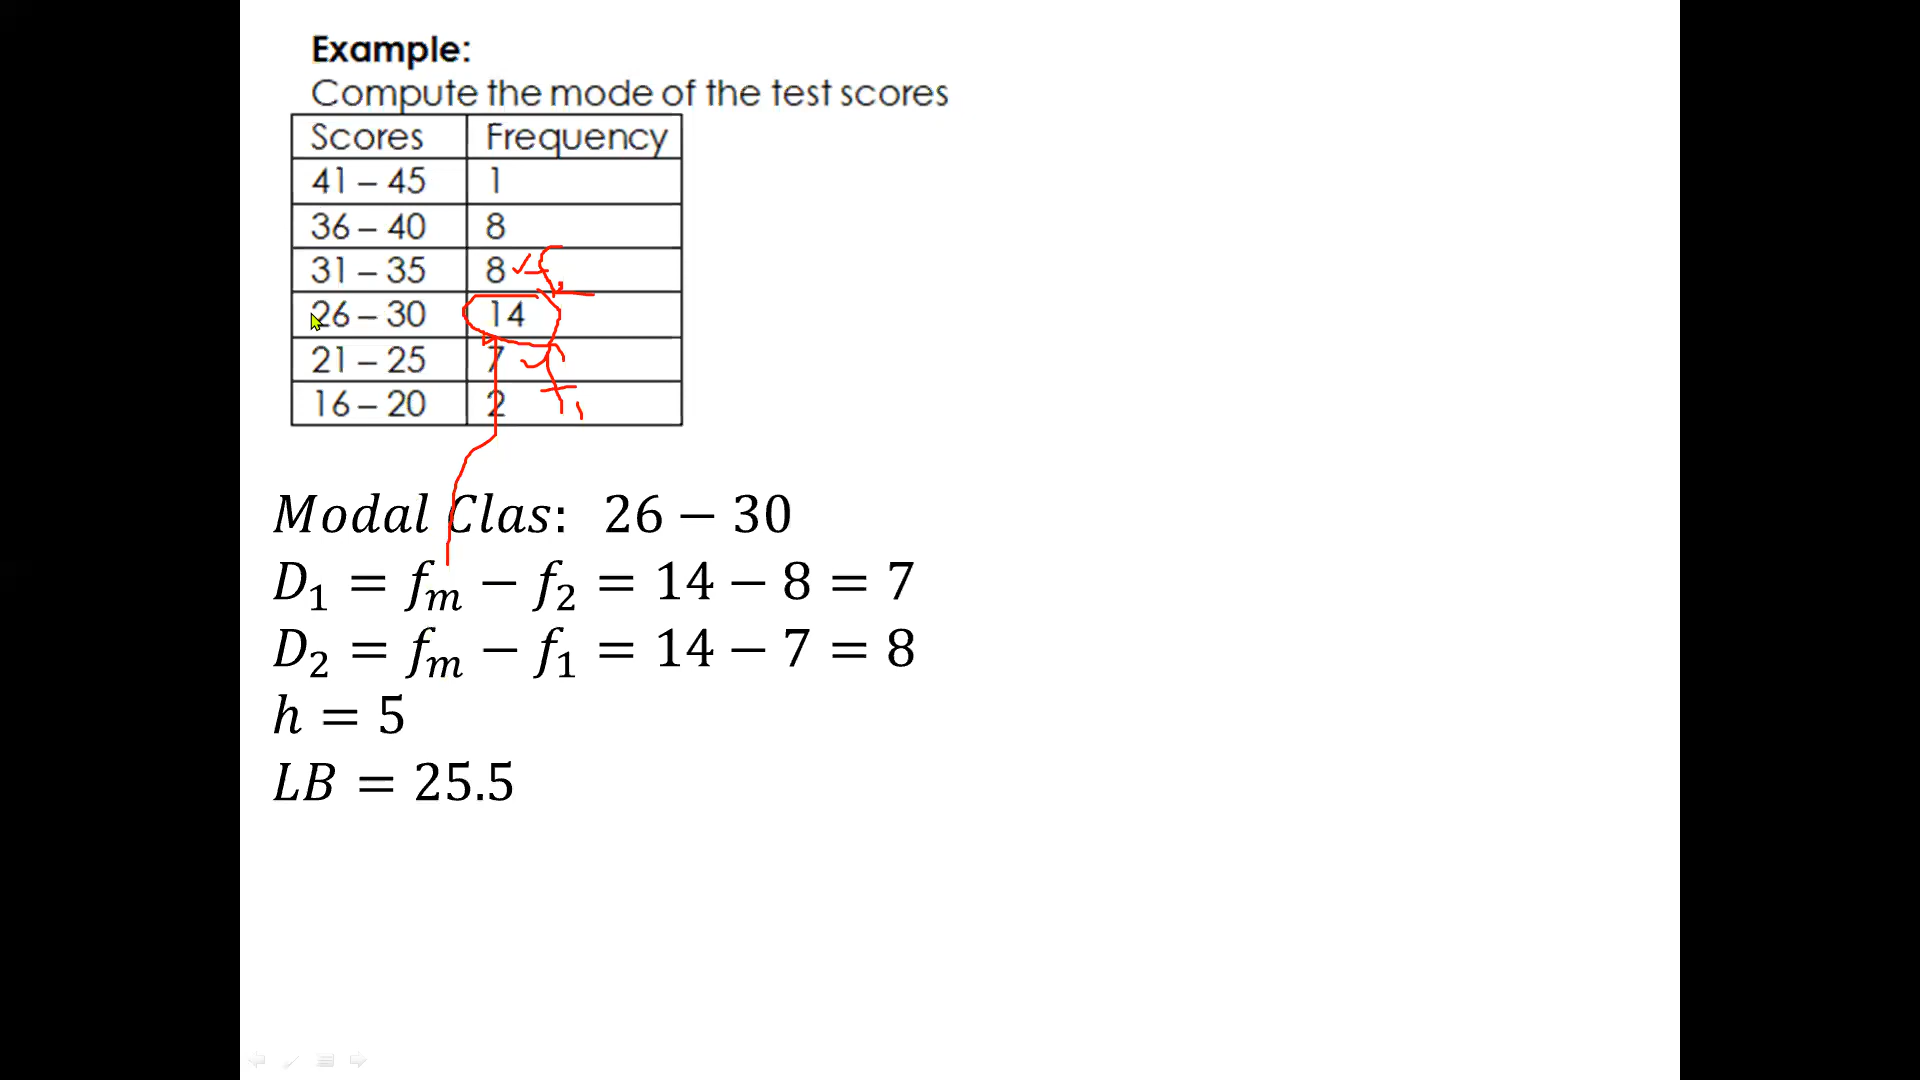 Example:
Compute the mode of the test scores
Scores Frequency
41 – 45 1
36 – 40 8
31 – 35 8
26 – 30 14
21 – 25 7
16 – 20 2
Modal Clas: 26 − 30
D₁ = fₘ − f₂ = 14 − 8 = 7
D₂ = fₘ − f₁ = 14 − 7 = 8
h = 5
LB = 25.5